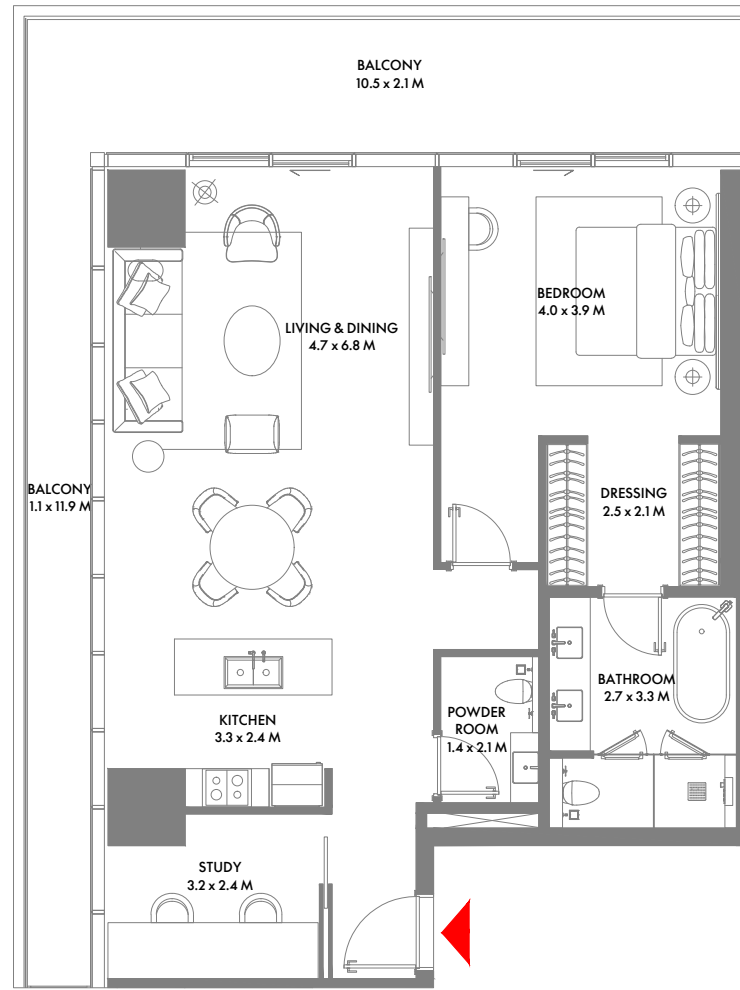 BALCONY
10.5 x 2.1 M
BEDROOM
4.0 x 3.9 M
LIVING & DINING
4.7 x 6.8 M
BALCONY
1.1 x 11.9 M
DRESSING
2.5 x 2.1 M
BATHROOM
2.7 x 3.3 M
POWDER
ROOM
1.4 x 2.1 M
KITCHEN
3.3 x 2.4 M
STUDY
3.2 x 2.4 M